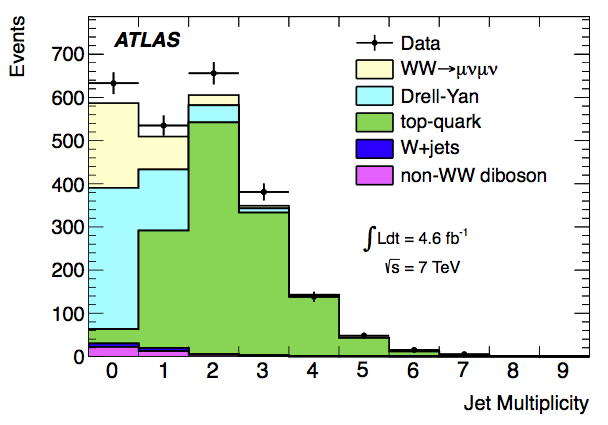 Events
ATLAS
Data
WW→μνμν
Drell-Yan
top-quark
W+jets
non-WW diboson
∫Ldt = 4.6 fb⁻¹
√s = 7 TeV
700
600
500
400
300
200
100
0
0 1 2 3 4 5 6 7 8 9
Jet Multiplicity